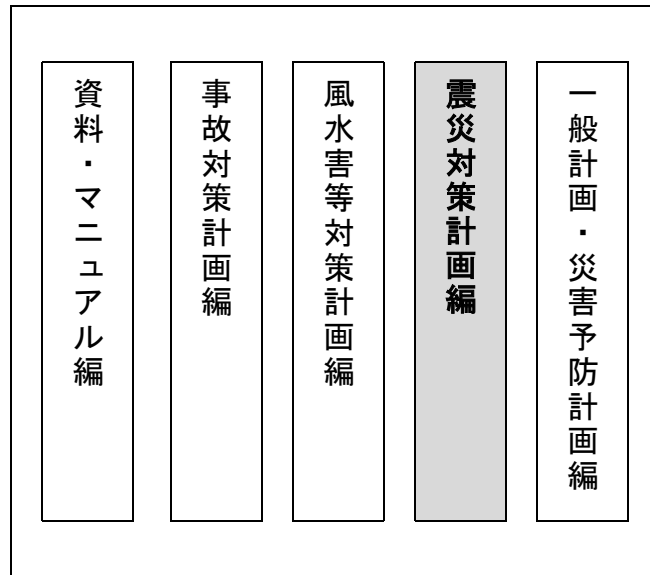 一般計画・災害予防計画編
震災対策計画編
風水害等対策計画編
事故対策計画編
資料・マニュアル編